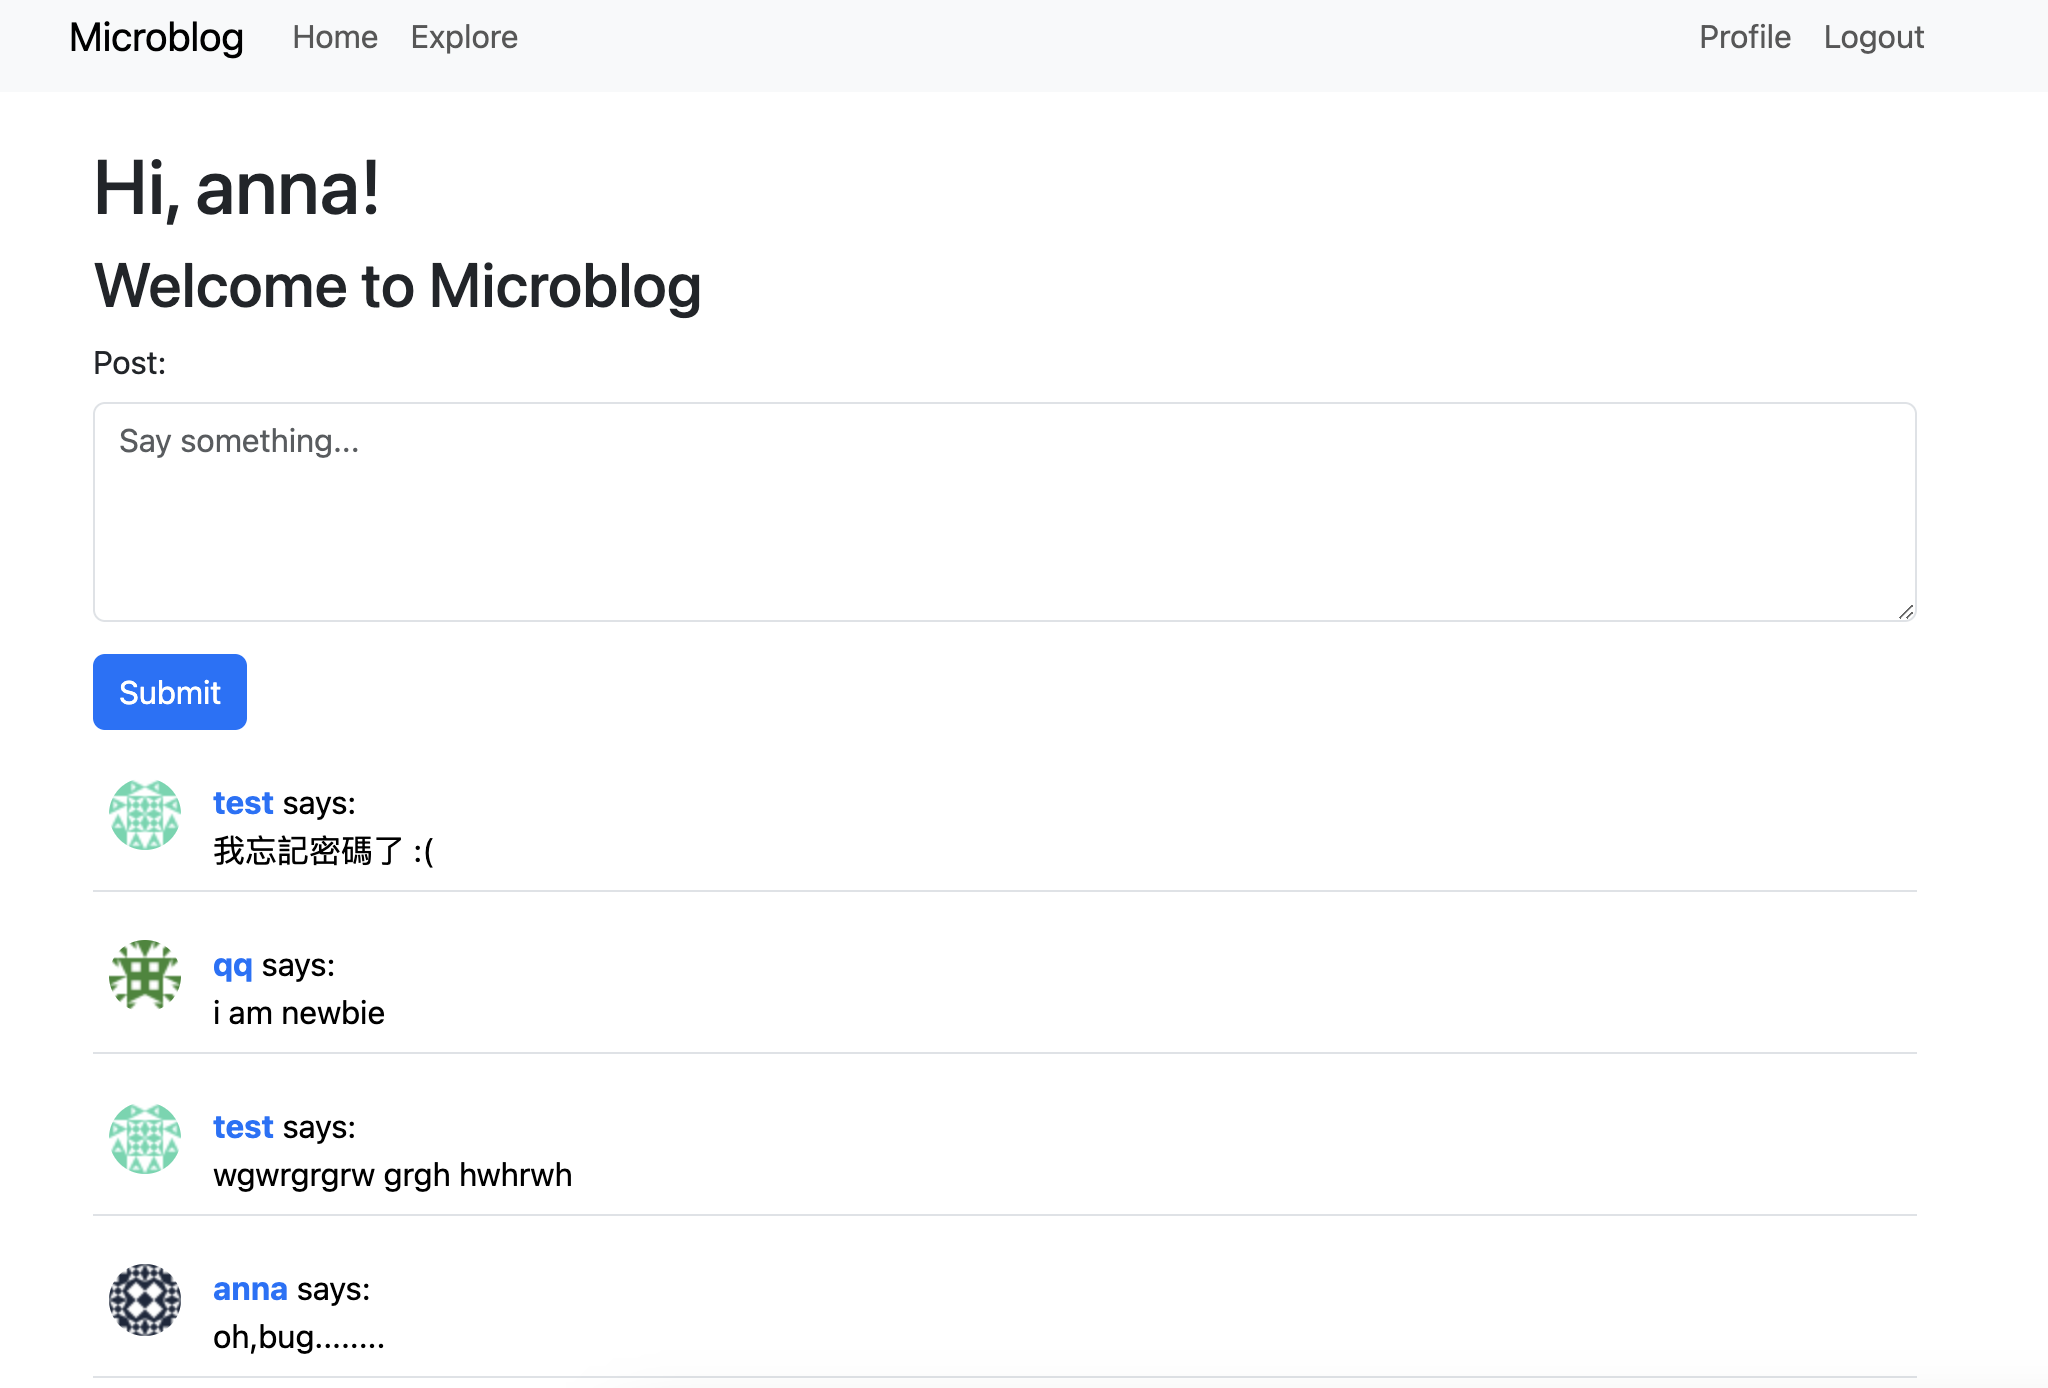 Microblog Home Explore Profile Logout
Hi, anna!
Welcome to Microblog
Post:
Say something...
Submit
test says:
我忘記密碼了 :(
qq says:
i am newbie
test says:
wgwrgrgrw grgh hwhrwh
anna says:
oh,bug........